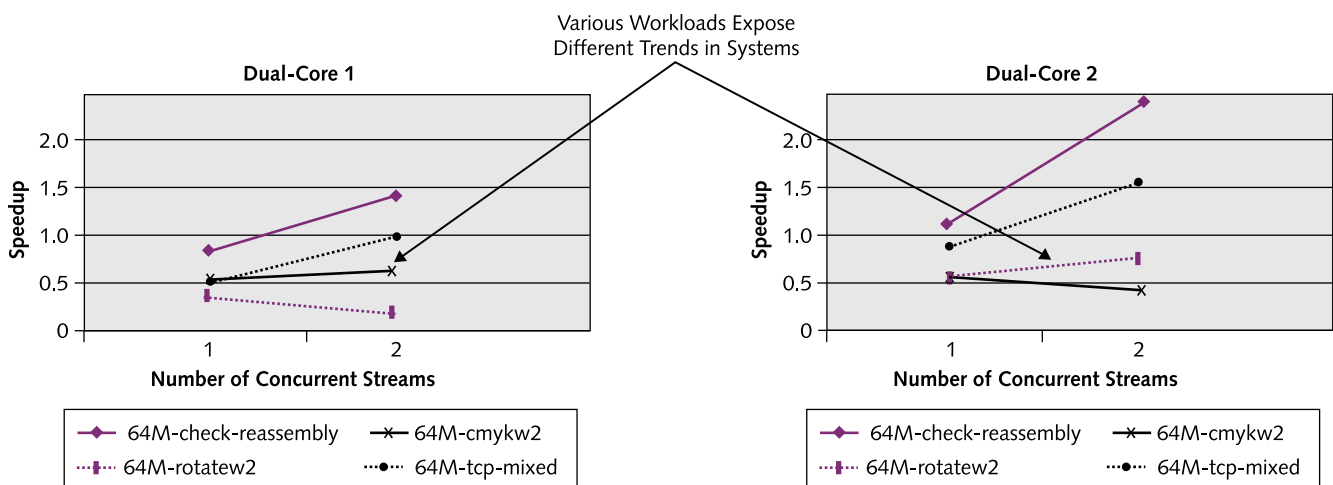 Various Workloads Expose
Different Trends in Systems
Dual-Core 1
Speedup
2.0
1.5
1.0
0.5
0
1 2
Number of Concurrent Streams
64M-check-reassembly 64M-cmykw2
64M-rotatew2 64M-tcp-mixed
Dual-Core 2
Speedup
2.0
1.5
1.0
0.5
0
1 2
Number of Concurrent Streams
64M-check-reassembly 64M-cmykw2
64M-rotatew2 64M-tcp-mixed